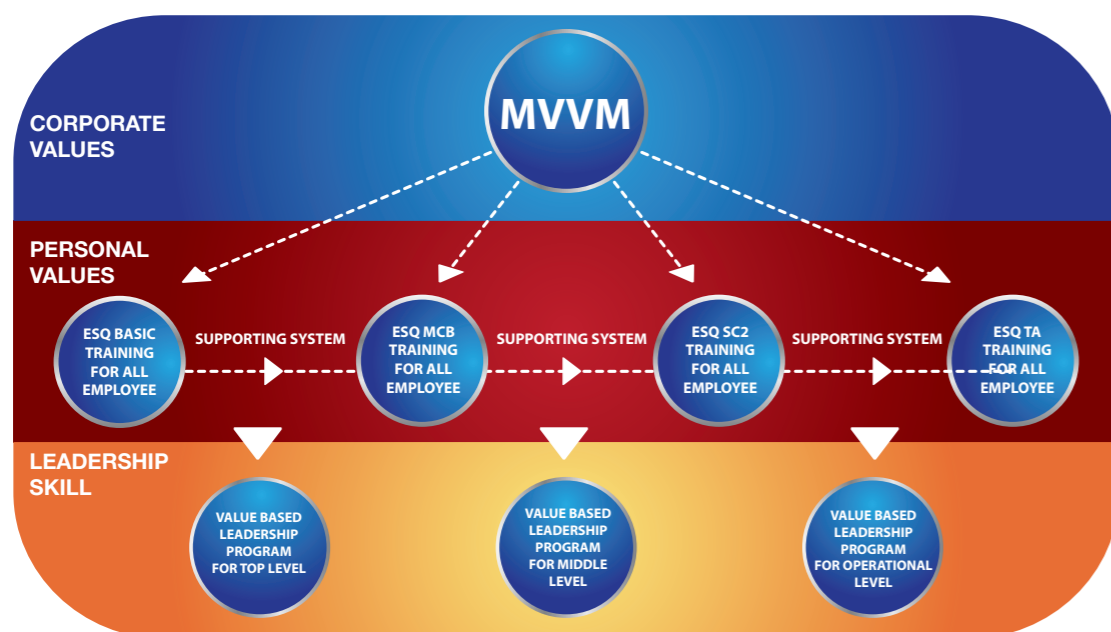 MVVM
CORPORATE
VALUES
PERSONAL
VALUES
ESQ BASIC
TRAINING
FOR ALL
EMPLOYEE
SUPPORTING SYSTEM
ESQ MCB
TRAINING
FOR ALL
EMPLOYEE
SUPPORTING SYSTEM
ESQ SC2
TRAINING
FOR ALL
EMPLOYEE
SUPPORTING SYSTEM
ESQ TA
TRAINING
FOR ALL
EMPLOYEE
LEADERSHIP
SKILL
VALUE BASED
LEADERSHIP
PROGRAM
FOR TOP LEVEL
VALUE BASED
LEADERSHIP
PROGRAM
FOR MIDDLE
LEVEL
VALUE BASED
LEADERSHIP
PROGRAM
FOR OPERATIONAL
LEVEL